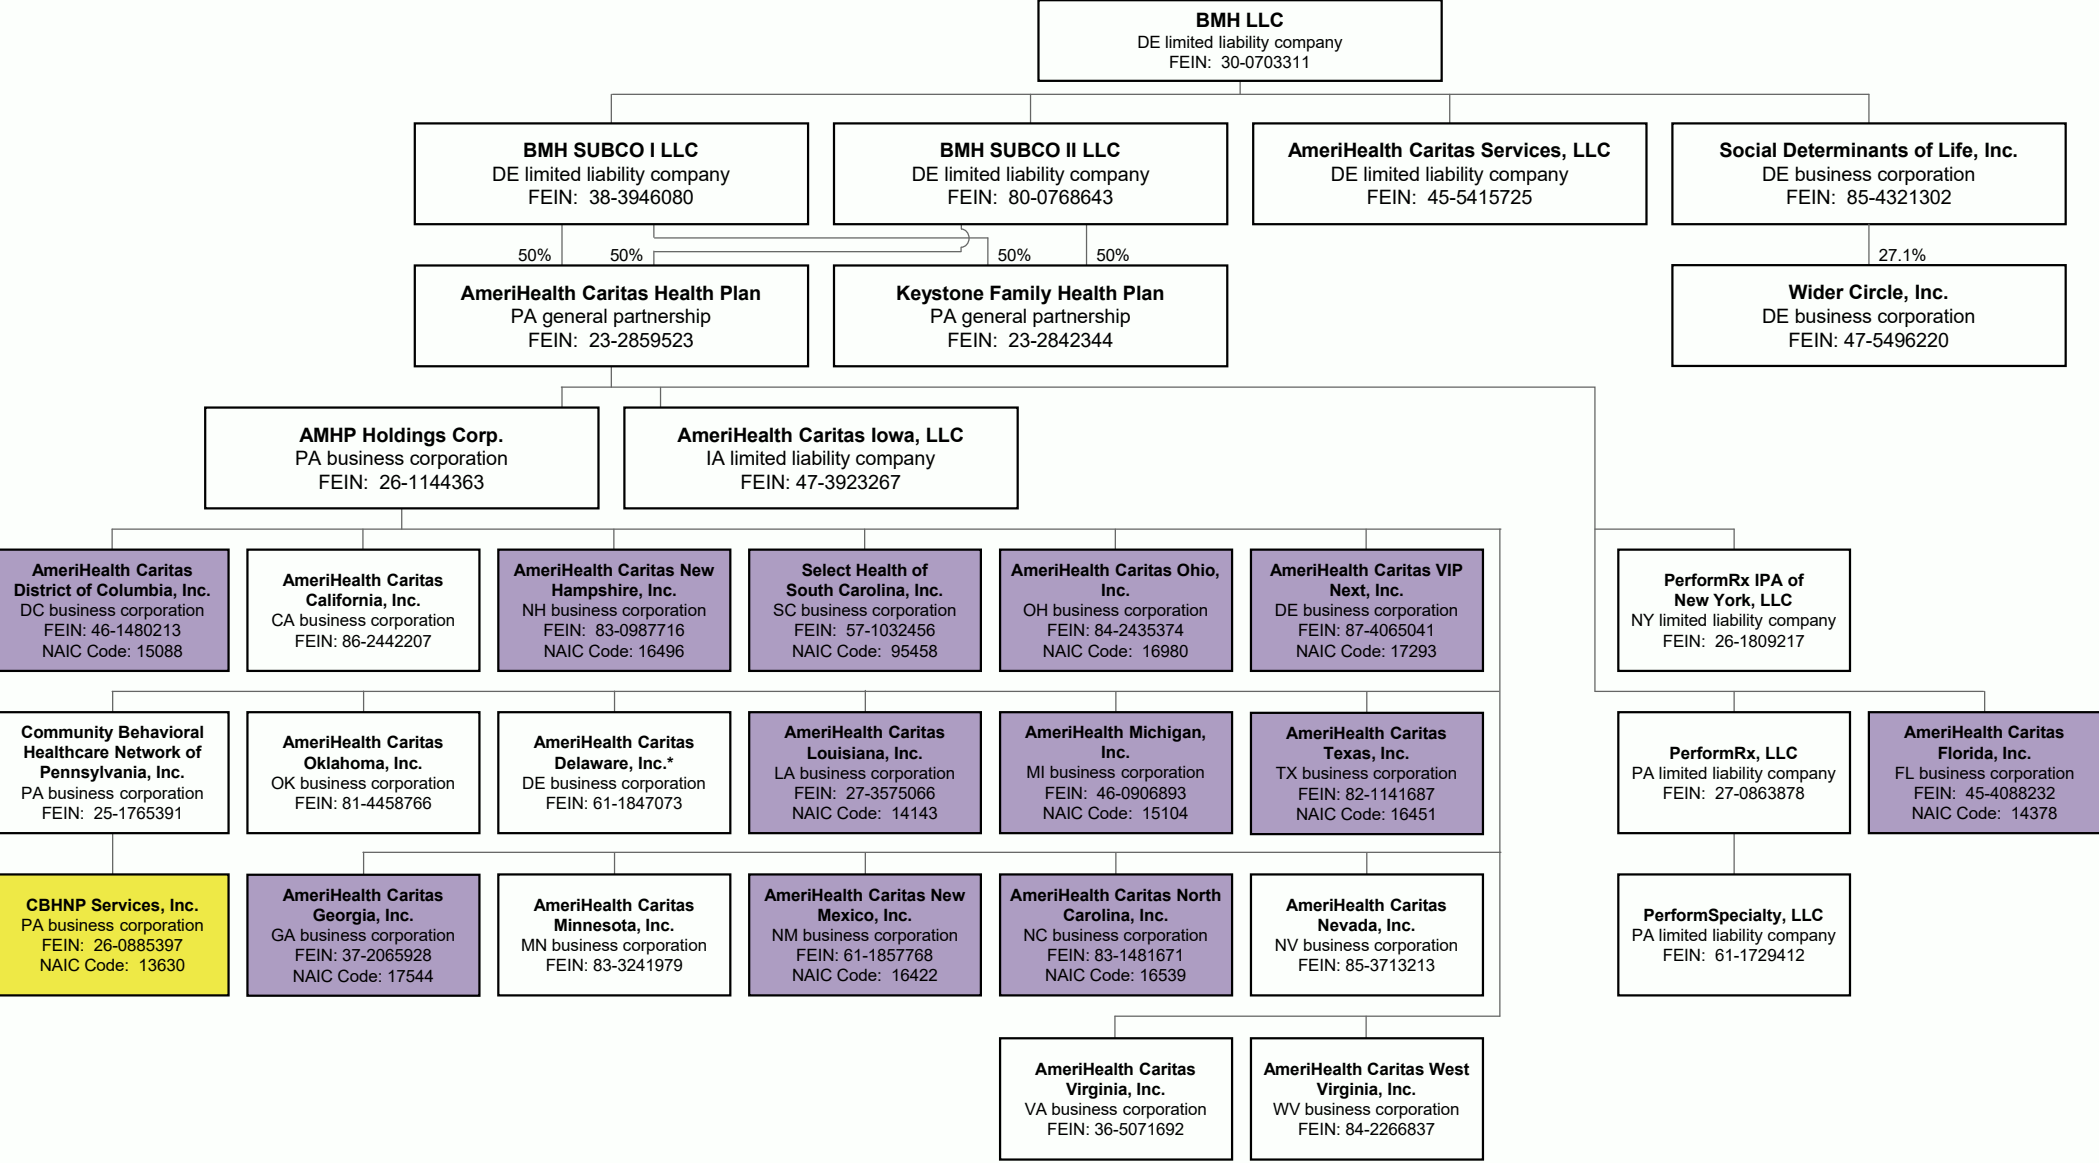 BMH LLC
DE limited liability company
FEIN: 30-0703311
BMH SUBCO I LLC
DE limited liability company
FEIN: 38-3946080
BMH SUBCO II LLC
DE limited liability company
FEIN: 80-0768643
AmeriHealth Caritas Services, LLC
DE limited liability company
FEIN: 45-5415725
Social Determinants of Life, Inc.
DE business corporation
FEIN: 85-4321302
50%
50%
50%
50%
27.1%
AmeriHealth Caritas Health Plan
PA general partnership
FEIN: 23-2859523
Keystone Family Health Plan
PA general partnership
FEIN: 23-2842344
Wider Circle, Inc.
DE business corporation
FEIN: 47-5496220
AMHP Holdings Corp.
PA business corporation
FEIN: 26-1144363
AmeriHealth Caritas Iowa, LLC
IA limited liability company
FEIN: 47-3923267
AmeriHealth Caritas
District of Columbia, Inc.
DC business corporation
FEIN: 46-1480213
NAIC Code: 15088
AmeriHealth Caritas
California, Inc.
CA business corporation
FEIN: 86-2442207
AmeriHealth Caritas New
Hampshire, Inc.
NH business corporation
FEIN: 83-0987716
NAIC Code: 16496
Select Health of
South Carolina, Inc.
SC business corporation
FEIN: 57-1032456
NAIC Code: 95458
AmeriHealth Caritas Ohio,
Inc.
OH business corporation
FEIN: 84-2435374
NAIC Code: 16980
AmeriHealth Caritas VIP
Next, Inc.
DE business corporation
FEIN: 87-4065041
NAIC Code: 17293
PerformRx IPA of
New York, LLC
NY limited liability company
FEIN: 26-1809217
Community Behavioral
Healthcare Network of
Pennsylvania, Inc.
PA business corporation
FEIN: 25-1765391
AmeriHealth Caritas
Oklahoma, Inc.
OK business corporation
FEIN: 81-4458766
AmeriHealth Caritas
Delaware, Inc.*
DE business corporation
FEIN: 61-1847073
AmeriHealth Caritas
Louisiana, Inc.
LA business corporation
FEIN: 27-3575066
NAIC Code: 14143
AmeriHealth Michigan,
Inc.
MI business corporation
FEIN: 46-0906893
NAIC Code: 15104
AmeriHealth Caritas
Texas, Inc.
TX business corporation
FEIN: 82-1141687
NAIC Code: 16451
PerformRx, LLC
PA limited liability company
FEIN: 27-0863878
AmeriHealth Caritas
Florida, Inc.
FL business corporation
FEIN: 45-4088232
NAIC Code: 14378
CBHNP Services, Inc.
PA business corporation
FEIN: 26-0885397
NAIC Code: 13630
AmeriHealth Caritas
Georgia, Inc.
GA business corporation
FEIN: 37-2065928
NAIC Code: 17544
AmeriHealth Caritas
Minnesota, Inc.
MN business corporation
FEIN: 83-3241979
AmeriHealth Caritas New
Mexico, Inc.
NM business corporation
FEIN: 61-1857768
NAIC Code: 16422
AmeriHealth Caritas North
Carolina, Inc.
NC business corporation
FEIN: 83-1481671
NAIC Code: 16539
AmeriHealth Caritas
Nevada, Inc.
NV business corporation
FEIN: 85-3713213
PerformSpecialty, LLC
PA limited liability company
FEIN: 61-1729412
AmeriHealth Caritas
Virginia, Inc.
VA business corporation
FEIN: 36-5071692
AmeriHealth Caritas West
Virginia, Inc.
WV business corporation
FEIN: 84-2266837